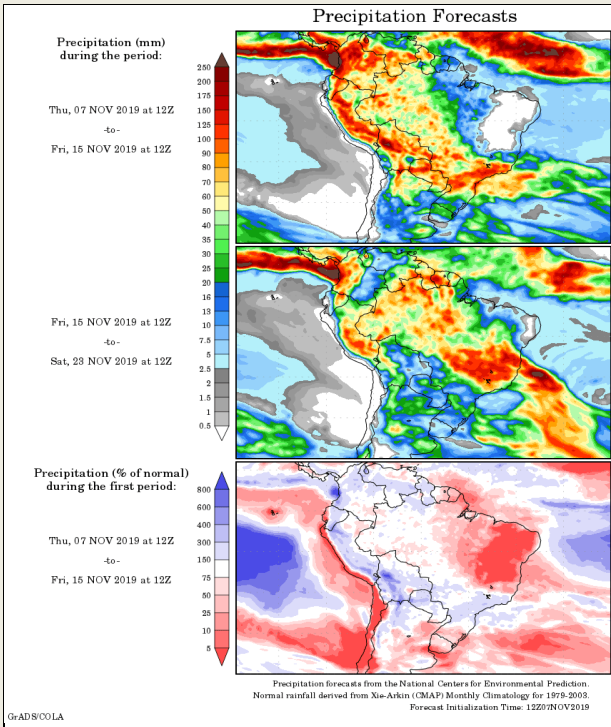 Precipitation Forecasts
Precipitation (mm)
during the period:
Thu, 07 NOV 2019 at 12Z
-to-
Fri, 15 NOV 2019 at 12Z
250
200
175
150
125
100
90
80
70
60
50
40
35
30
25
20
16
13
10
7.5
5
2.5
2
1.5
1
0.5
Fri, 15 NOV 2019 at 12Z
-to-
Sat, 23 NOV 2019 at 12Z
Precipitation (% of normal)
during the first period:
Thu, 07 NOV 2019 at 12Z
-to-
Fri, 15 NOV 2019 at 12Z
800
600
400
300
150
75
50
25
10
5
Precipitation forecasts from the National Centers for Environmental Prediction.
Normal rainfall derived from Xie-Arkin (CMAP) Monthly Climatology for 1979-2003.
Forecast Initialization Time: 12Z07NOV2019
GrADS/COLA